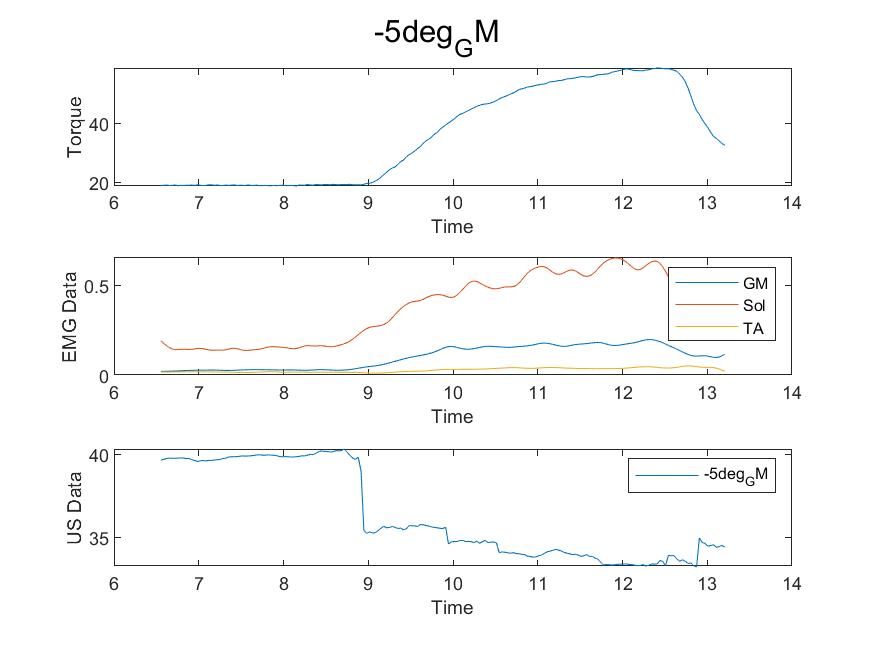 -5deg_GM
Torque
40
20
6 7 8 9 10 11 12 13 14
Time
EMG Data
0.5
0
GM
Sol
TA
6 7 8 9 10 11 12 13 14
Time
US Data
40
35
-5deg_GM
6 7 8 9 10 11 12 13 14
Time